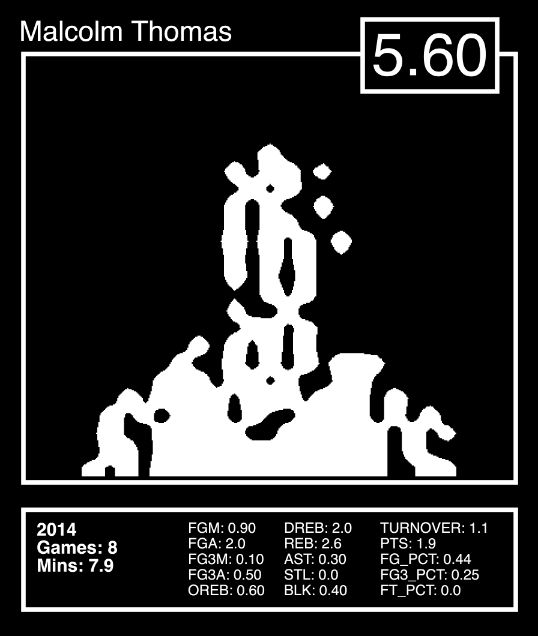 Malcolm Thomas
5.60
2014
Games: 8
Mins: 7.9
FGM: 0.90
FGA: 2.0
FG3M: 0.10
FG3A: 0.50
OREB: 0.60
DREB: 2.0
REB: 2.6
AST: 0.30
STL: 0.0
BLK: 0.40
TURNOVER: 1.1
PTS: 1.9
FG_PCT: 0.44
FG3_PCT: 0.25
FT_PCT: 0.0